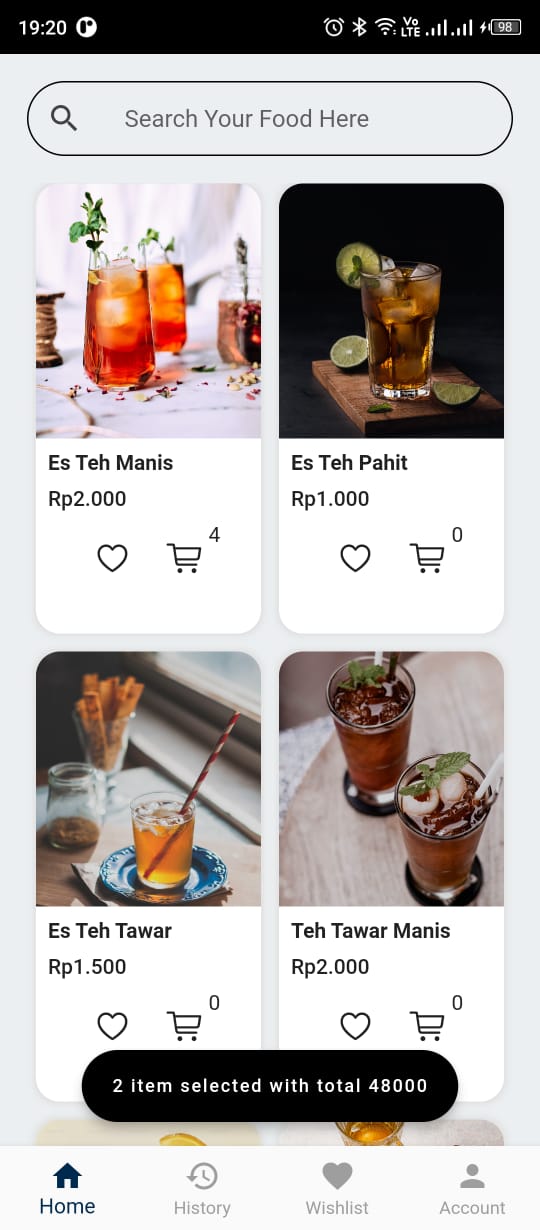 19:20
Vo
LTE
98
Search Your Food Here
Es Teh Manis
Rp2.000
4
Es Teh Pahit
Rp1.000
0
Es Teh Tawar
Rp1.500
0
Teh Tawar Manis
Rp2.000
0
2 item selected with total 48000
Home
History
Wishlist
Account